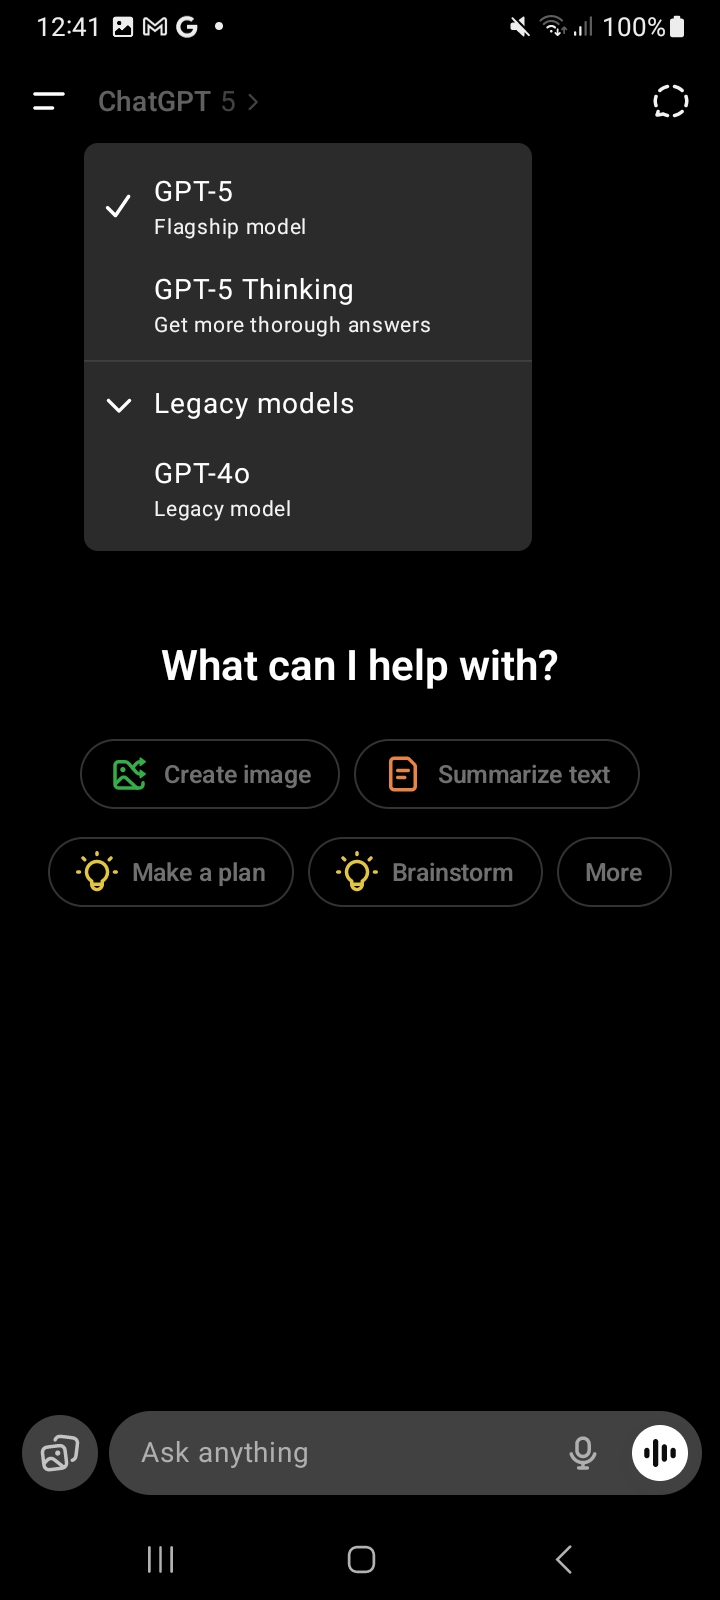 12:41
100%
ChatGPT 5
GPT-5
Flagship model
GPT-5 Thinking
Get more thorough answers
Legacy models
GPT-4o
Legacy model
What can I help with?
Create image
Summarize text
Make a plan
Brainstorm
More
Ask anything